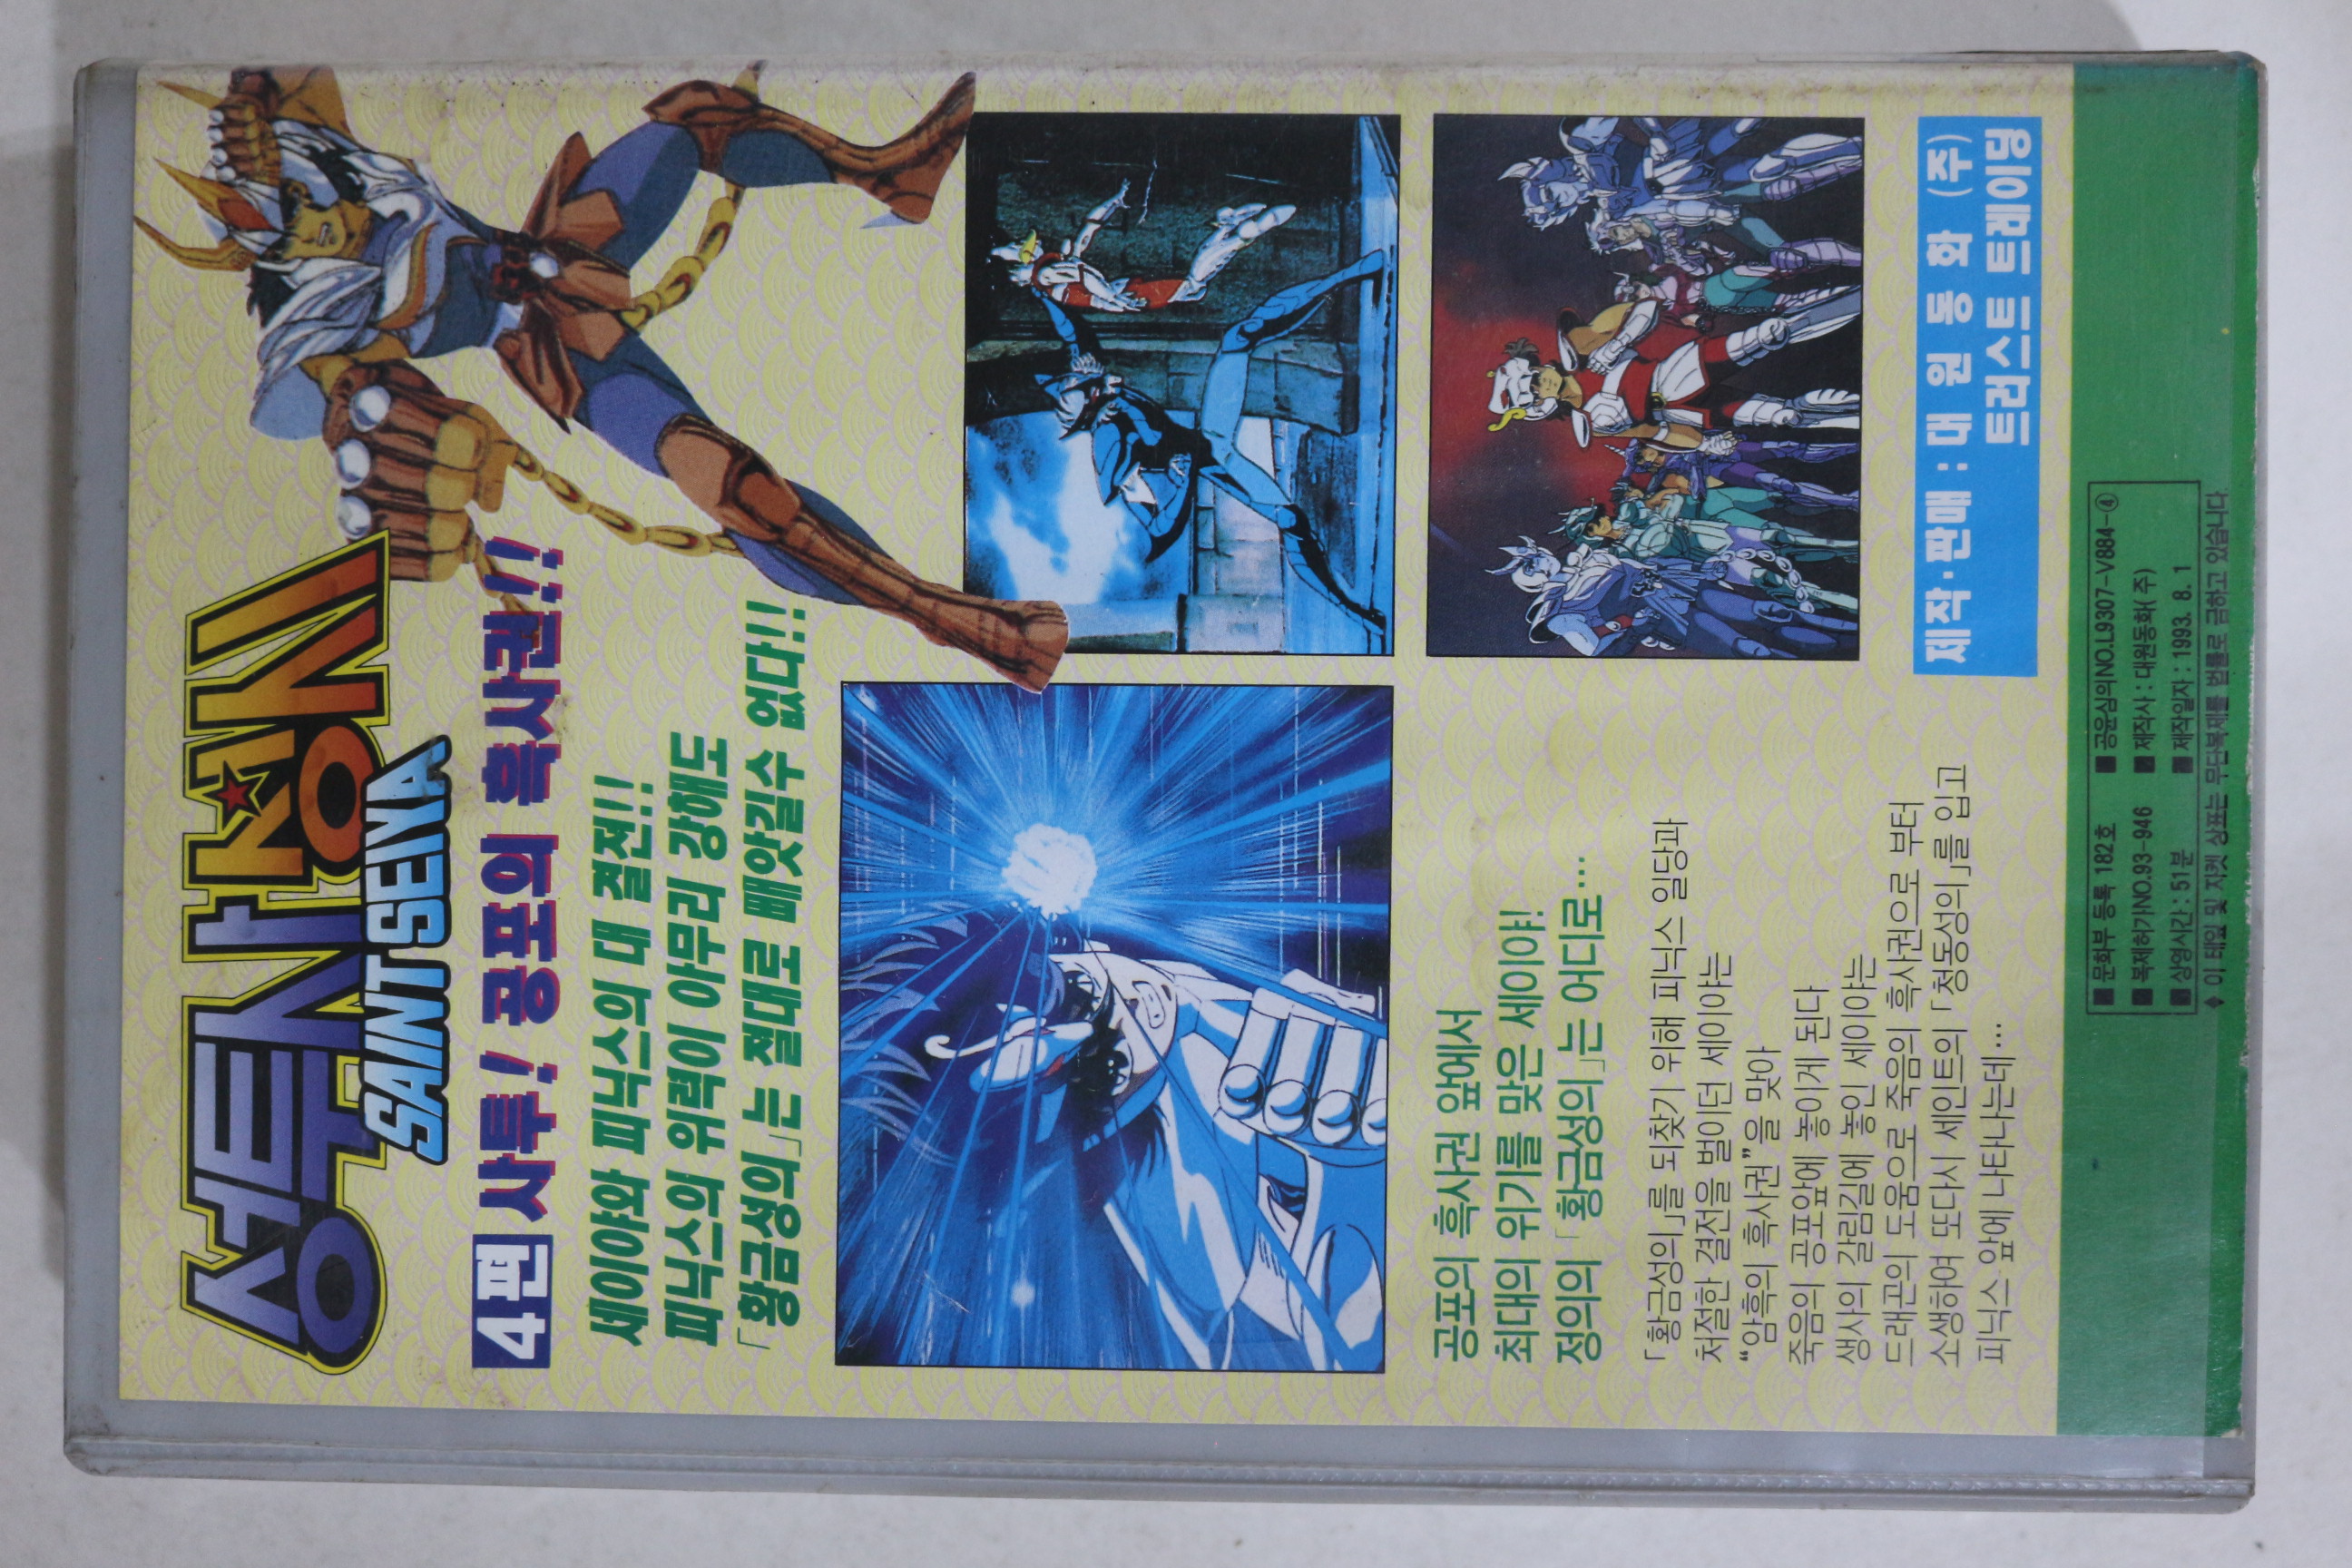 성투사 성
SAINT SEIYA
4편 사투! 공포의 흑사권!!
세이야와 피닉스의 대 결전!!
피닉스의 위력이 아무리 강해도
「황금성의」는 절대로 빼앗길수 없다!!
공포의 흑사권 앞에서
최대의 위기를 맞은 세이야!
정의의 「황금성의」는 어디로…
「황금성의」를 되찾기 위해 피닉스 일당과
처절한 결전을 벌이던 세이야는
“암흑의 흑사권”을 맞아
죽음의 공포앞에 놓이게 된다
생사의 갈림길에 놓인 세이야는
드래곤의 도움으로 죽음의 흑사권으로 부터
소생하여 또다시 세인트의 「청동성의」를 입고
피닉스 앞에 나타나는데…
제작·판매 : 대원동화 (주)
트러스트 트레이딩
■ 문화부 등록 182호 ■ 공윤심의NO.L9307-V884-④
■ 복제허가NO.93-946 ■ 제작사 : 대원동화(주)
■ 상영시간 : 51분 ■ 제작일자 : 1993. 8. 1
♦ 이 테잎 및 자켓 상표는 무단복제를 법률로 금하고 있습니다.